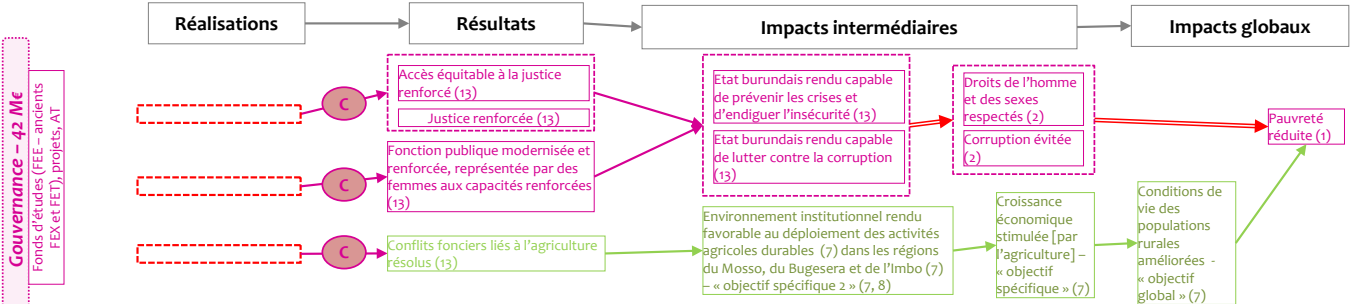 Réalisations
Résultats
Impacts intermédiaires
Impacts globaux
Gouvernance – 42 M€
Fonds d'études (FEE – anciens
FEX et FET), projets, AT
C
Accès équitable à la justice
renforcé (13)
Justice renforcée (13)
Etat burundais rendu capable
de prévenir les crises et
d'endiguer l'insécurité (13)
Etat burundais rendu capable
de lutter contre la corruption
(13)
Droits de l'homme
et des sexes
respectés (2)
Corruption évitée
(2)
Pauvreté
réduite (1)
C
Fonction publique modernisée et
renforcée, représentée par des
femmes aux capacités renforcées
(13)
C
Conflits fonciers liés à l'agriculture
résolus (13)
Environnement institutionnel rendu
favorable au déploiement des activités
agricoles durables (7) dans les régions
du Mosso, du Bugesera et de l'Imbo (7)
– « objectif spécifique 2 » (7, 8)
Croissance
économique
stimulée [par
l'agriculture] –
« objectif
spécifique » (7)
Conditions de
vie des
populations
rurales
améliorées -
« objectif
global » (7)